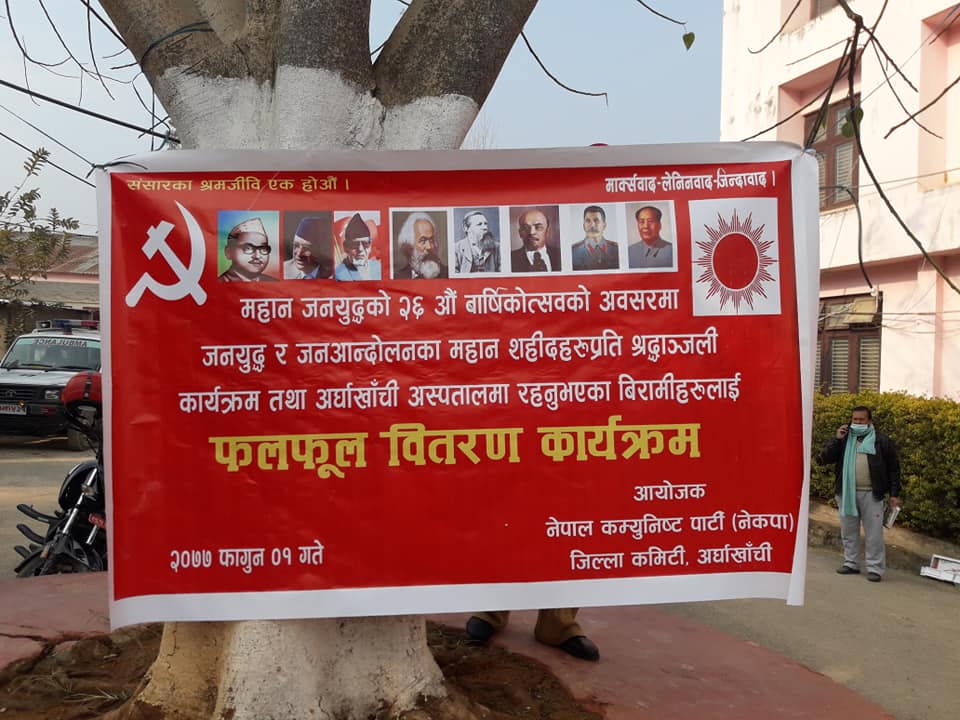 संसारका श्रमजीवि एक होऔं ।
मार्क्सवाद-लेनिनवाद-जिन्दावाद ।
महान जनयुद्धको २६ औं बार्षिकोत्सवको अवसरमा
जनयुद्ध र जनआन्दोलनका महान शहीदहरुप्रति श्रद्धाञ्जली
कार्यक्रम तथा अर्घाखाँची अस्पतालमा रहनुभएका बिरामीहरुलाई
फलफूल वितरण कार्यक्रम
आयोजक
नेपाल कम्युनिष्ट पार्टी (नेकपा)
जिल्ला कमिटी, अर्घाखाँची
२०७७ फागुन ०१ गते
AMBULANCE